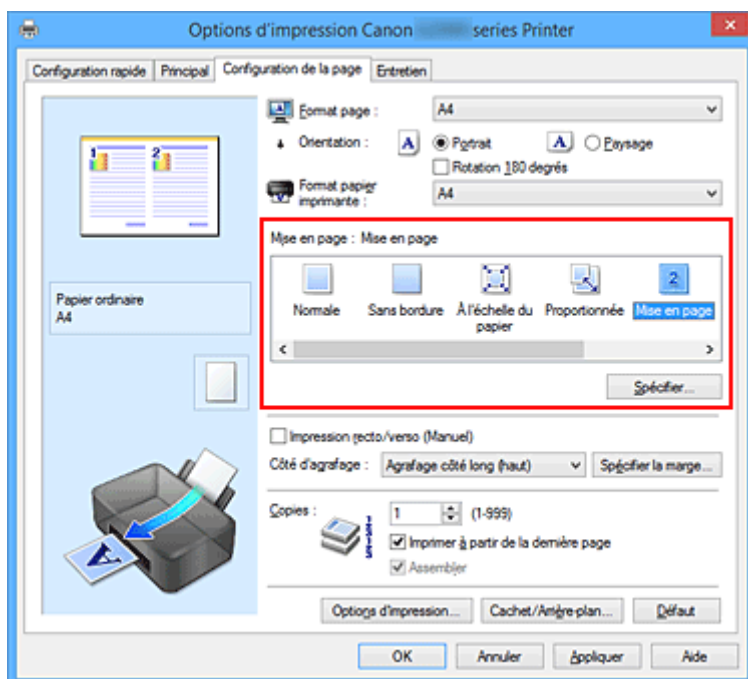 Options d'impression Canon series Printer
Configuration rapide Principal Configuration de la page Entretien
Format page : A4
Orientation : A Portrait A Paysage
Rotation 180 degrés
Format papier imprimante : A4
1 2
Mise en page : Mise en page
2
Normale Sans bordure À l'échelle du papier Proportionnée Mise en page
Spécifier...
Papier ordinaire
A4
Impression recto/verso (Manuel)
Côté d'agrafage : Agrafage côté long (haut) Spécifier la marge...
Copies : 1 (1-999)
Imprimer à partir de la dernière page
Assembler
Options d'impression... Cachet/Arrière-plan... Défaut
OK Annuler Appliquer Aide